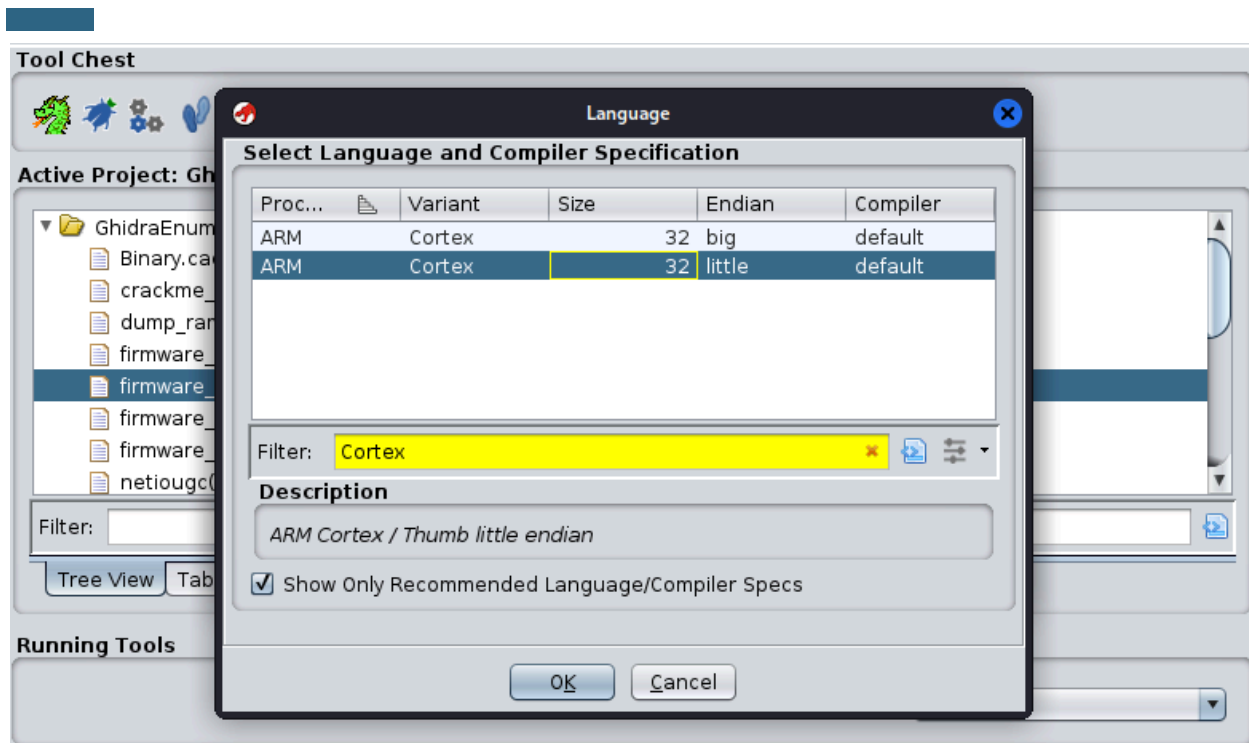 Tool Chest
Language
Select Language and Compiler Specification
Active Project: Gh
Proc... Variant Size Endian Compiler
ARM Cortex 32 big default
ARM Cortex 32 little default
GhidraEnum
Binary.ca
crackme_
dump_ran
firmware_
firmware_
firmware_
firmware_
netiougc(
Filter: Cortex
Description
ARM Cortex / Thumb little endian
Filter:
Show Only Recommended Language/Compiler Specs
Tree View Tab
Running Tools
OK Cancel